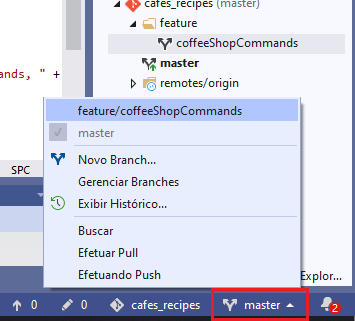 cafes_recipes (master)
feature
coffeeShopCommands
master
remotes/origin
ands, " +
feature/coffeeShopCommands
master
Novo Branch...
Gerenciar Branches
Exibir Histórico...
Buscar
Efetuar Pull
Efetuando Push
SPC
Explor...
0 0 cafes_recipes master 2